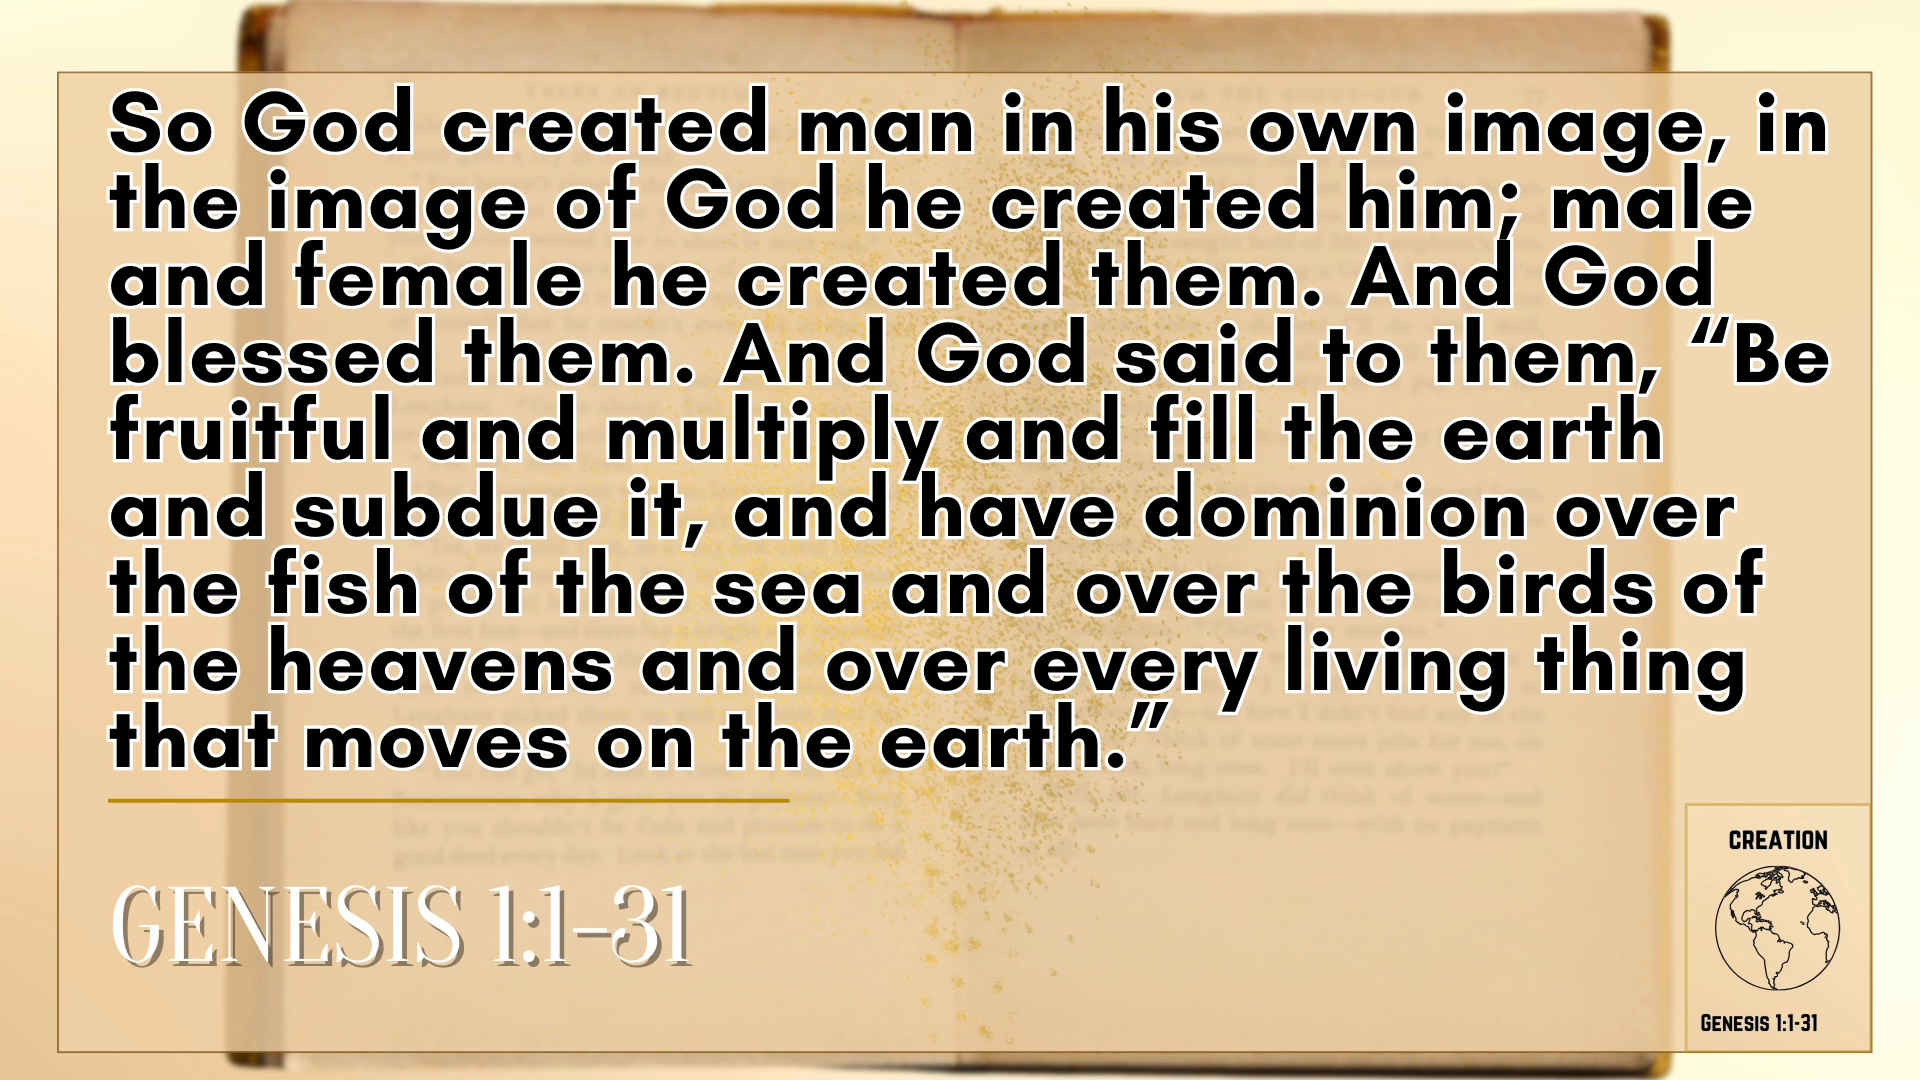 So God created man in his own image, in
the image of God he created him; male
and female he created them. And God
blessed them. And God said to them, “Be
fruitful and multiply and fill the earth
and subdue it, and have dominion over
the fish of the sea and over the birds of
the heavens and over every living thing
that moves on the earth.”
GENESIS 1:1-31
CREATION
Genesis 1:1-31